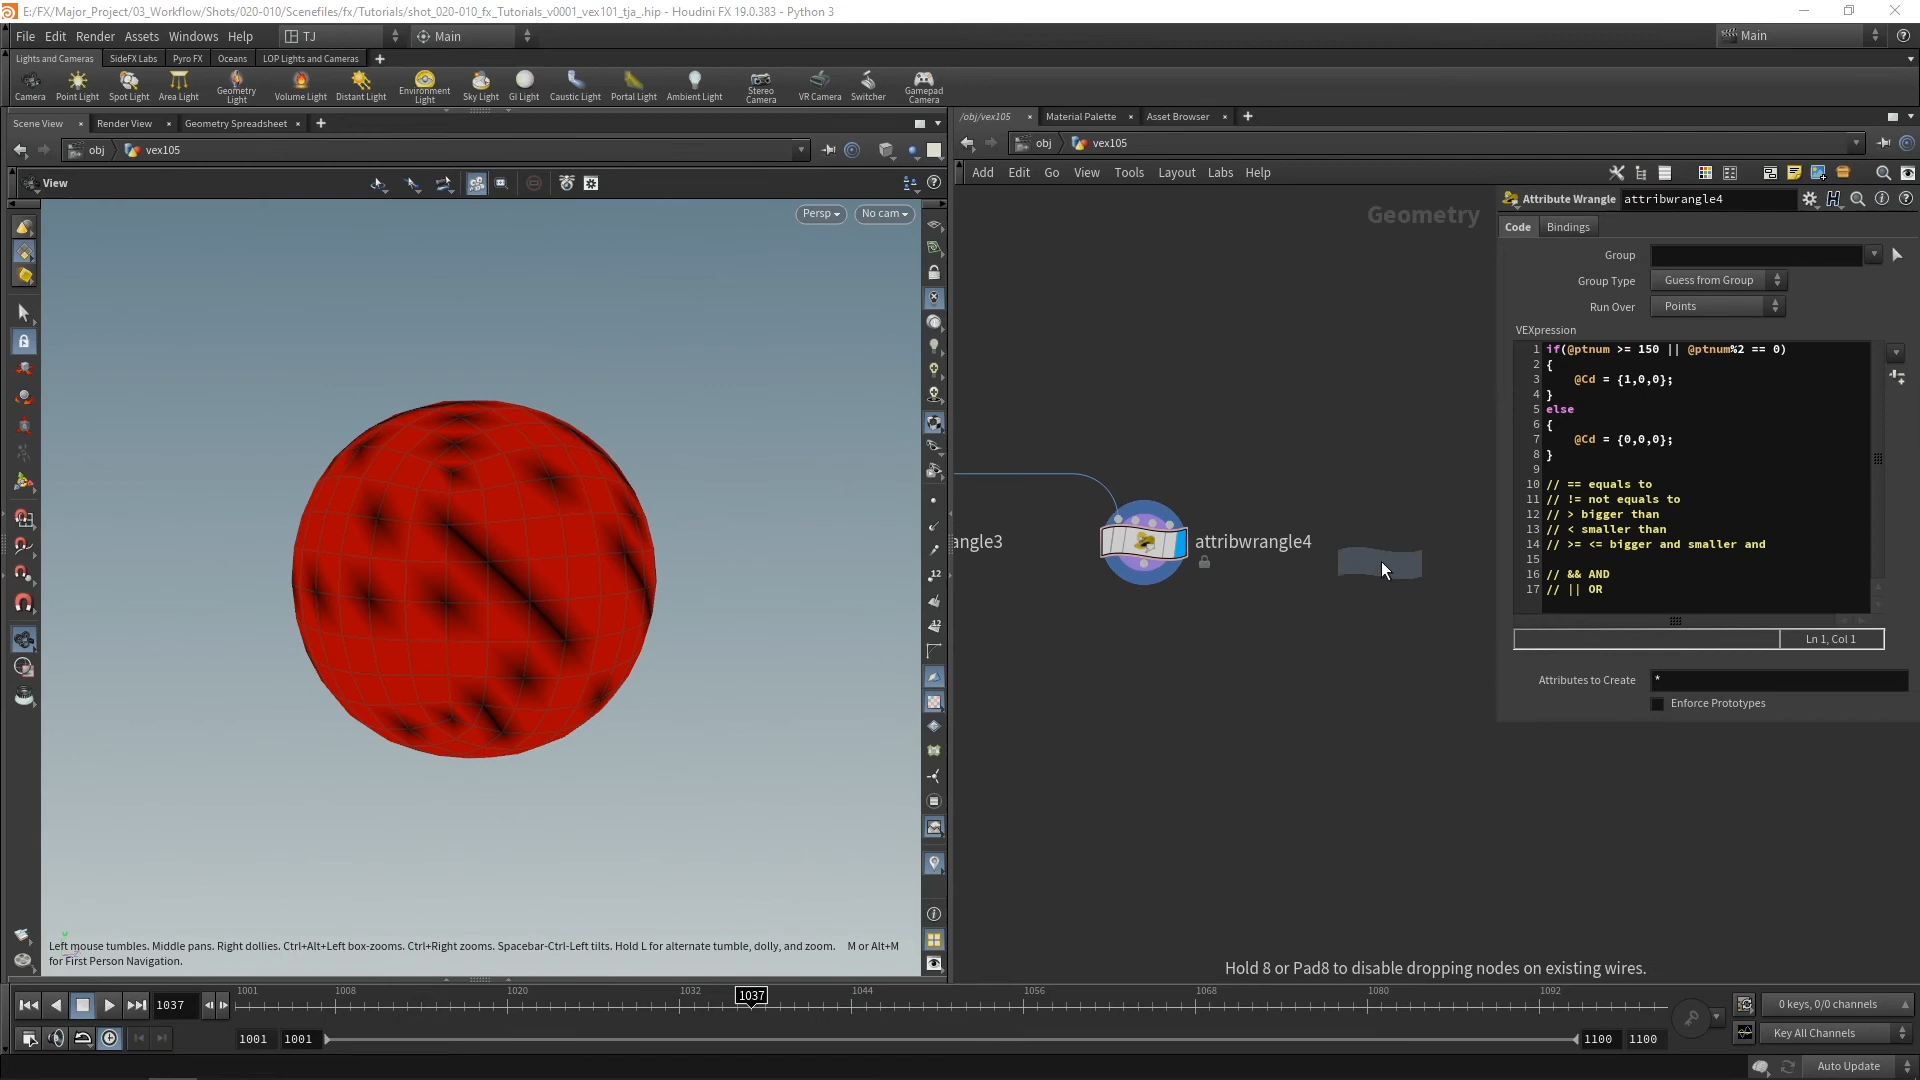 E:/FX/Major_Project/03_Workflow/Shots/020-010/Scenefiles/fx/Tutorials/shot_020-010_fx_Tutorials_v0001_vex101_tja_.hip - Houdini FX 19.0.383 - Python 3
File Edit Render Assets Windows Help TJ Main Main
Lights and Cameras SideFX Labs Pyro FX Oceans LOP Lights and Cameras
Camera Point Light Spot Light Area Light Geometry Light Volume Light Distant Light Environment Light Sky Light GI Light Caustic Light Portal Light Ambient Light Stereo Camera VR Camera Switcher Gamepad Camera
Scene View Render View Geometry Spreadsheet
obj vex105
View
Persp No cam
Left mouse tumbles. Middle pans. Right dollies. Ctrl+Alt+Left box-zooms. Ctrl+Right zooms. Spacebar-Ctrl-Left tilts. Hold L for alternate tumble, dolly, and zoom. M or Alt+M
for First Person Navigation.
/obj/vex105 Material Palette Asset Browser
obj vex105
Add Edit Go View Tools Layout Labs Help
Geometry
angle3
attribwrangle4
Hold 8 or Pad8 to disable dropping nodes on existing wires.
Attribute Wrangle attribwrangle4
Code Bindings
Group
Group Type Guess from Group
Run Over Points
VEXpression
1 if(@ptnum >= 150 || @ptnum%2 == 0)
2 {
3 @Cd = {1,0,0};
4 }
5 else
6 {
7 @Cd = {0,0,0};
8 }
9
10 // == equals to
11 // != not equals to
12 // > bigger than
13 // < smaller than
14 // >= <= bigger and smaller and
15
16 // && AND
17 // || OR
Ln 1, Col 1
Attributes to Create *
Enforce Prototypes
12
12
1037
1001 1008 1020 1032 1037 1044 1056 1068 1080 1092
0 keys, 0/0 channels
1001 1001 1100 1100
Key All Channels
Auto Update